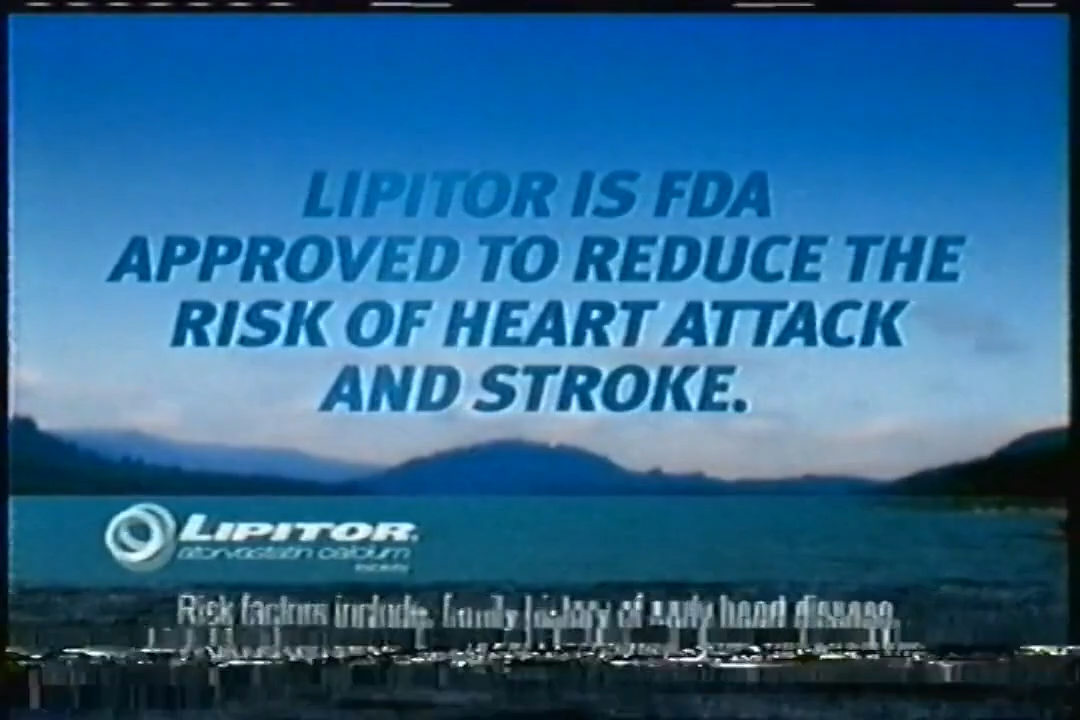 LIPITOR IS FDA
APPROVED TO REDUCE THE
RISK OF HEART ATTACK
AND STROKE.
LIPITOR®
atorvastatin calcium
tablets
Risk factors include, family history of early heart disease,